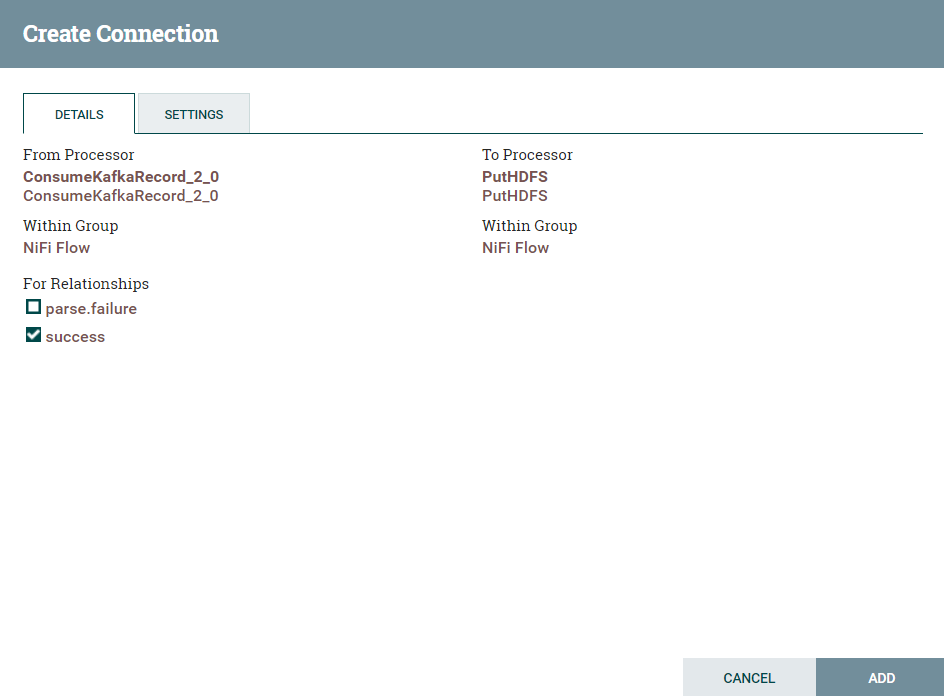 Create Connection
DETAILS
SETTINGS
From Processor
ConsumeKafkaRecord_2_0
ConsumeKafkaRecord_2_0
Within Group
NiFi Flow
For Relationships
parse.failure
success
To Processor
PutHDFS
PutHDFS
Within Group
NiFi Flow
CANCEL
ADD